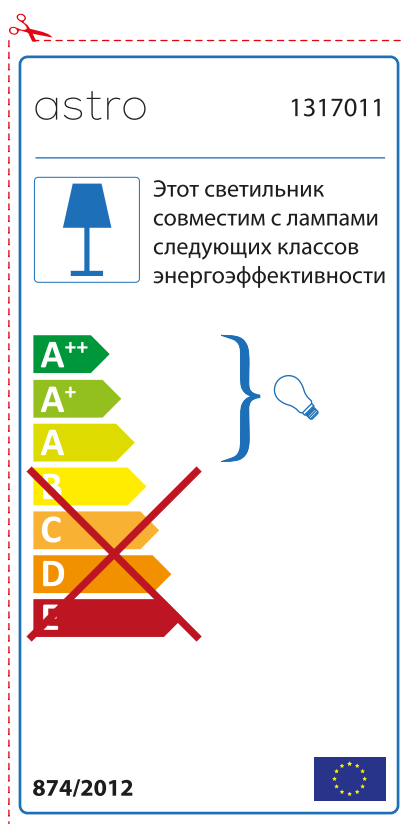 astro
1317011
Этот светильник
совместим с лампами
следующих классов
энергоэффективности
A++
A+
A
B
C
D
E
874/2012